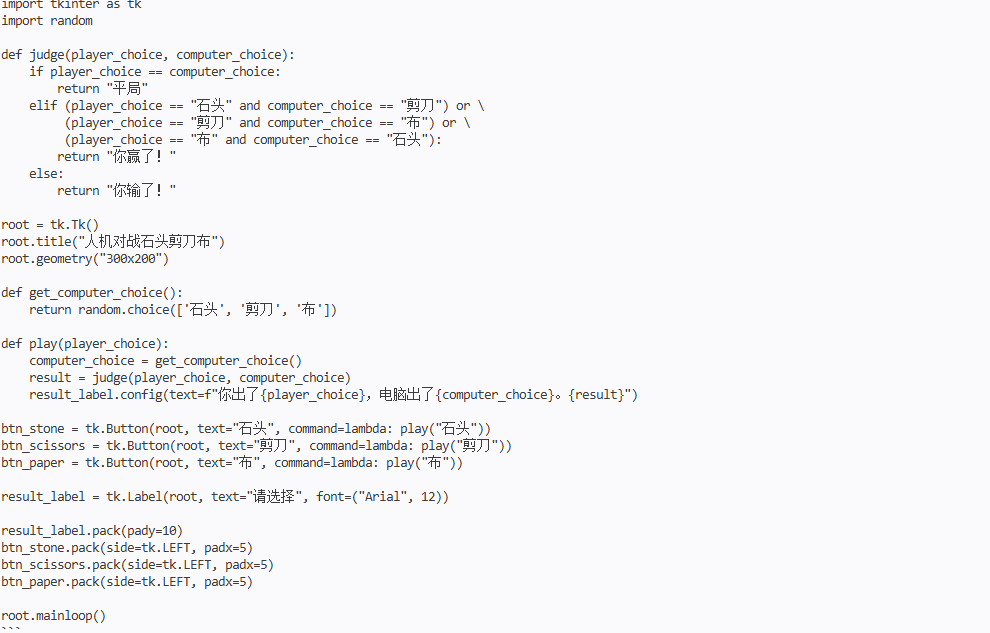 import tkinter as tk
import random

def judge(player_choice, computer_choice):
    if player_choice == computer_choice:
        return "平局"
    elif (player_choice == "石头" and computer_choice == "剪刀") or \
         (player_choice == "剪刀" and computer_choice == "布") or \
         (player_choice == "布" and computer_choice == "石头"):
        return "你赢了！"
    else:
        return "你输了！"

root = tk.Tk()
root.title("人机对战石头剪刀布")
root.geometry("300x200")

def get_computer_choice():
    return random.choice(['石头', '剪刀', '布'])

def play(player_choice):
    computer_choice = get_computer_choice()
    result = judge(player_choice, computer_choice)
    result_label.config(text=f"你出了{player_choice}，电脑出了{computer_choice}。{result}")

btn_stone = tk.Button(root, text="石头", command=lambda: play("石头"))
btn_scissors = tk.Button(root, text="剪刀", command=lambda: play("剪刀"))
btn_paper = tk.Button(root, text="布", command=lambda: play("布"))

result_label = tk.Label(root, text="请选择", font=("Arial", 12))

result_label.pack(pady=10)
btn_stone.pack(side=tk.LEFT, padx=5)
btn_scissors.pack(side=tk.LEFT, padx=5)
btn_paper.pack(side=tk.LEFT, padx=5)

root.mainloop()
```